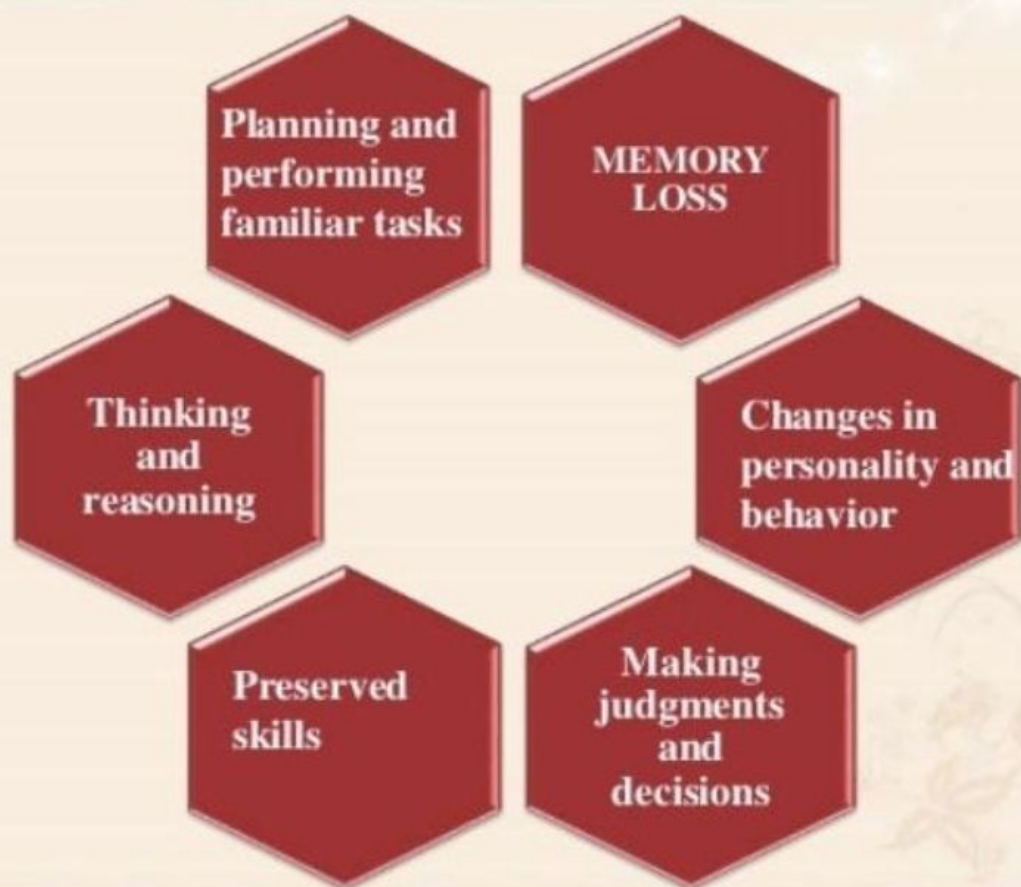 Planning and
performing
familiar tasks
MEMORY
LOSS
Thinking
and
reasoning
Changes in
personality and
behavior
Preserved
skills
Making
judgments
and
decisions